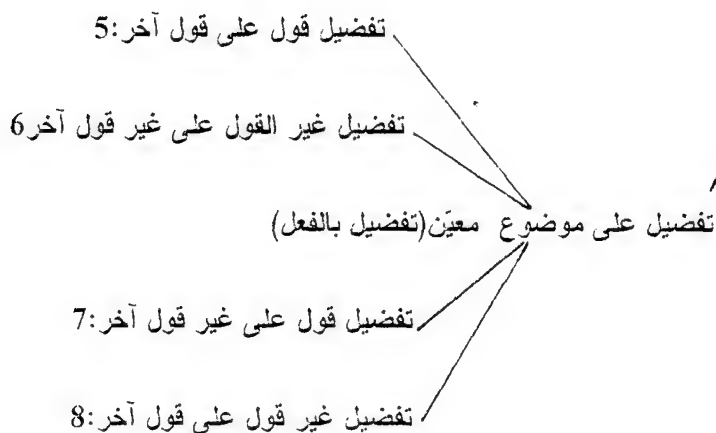 تفضيل قول على قول آخر:5
تفضيل غير القول على غير قول آخر6
تفضيل على موضوع معيّن(تفضيل بالفعل)
تفضيل قول على غير قول آخر:7
تفضيل غير قول على قول آخر:8